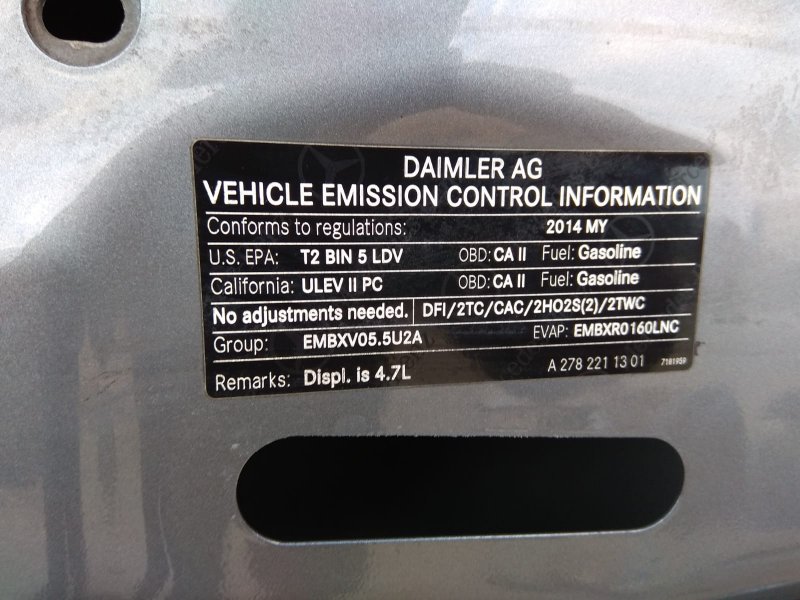 DAIMLER AG
VEHICLE EMISSION CONTROL INFORMATION
Conforms to regulations: 2014 MY
U.S. EPA: T2 BIN 5 LDV OBD: CA II Fuel: Gasoline
California: ULEV II PC OBD: CA II Fuel: Gasoline
No adjustments needed. DFI/2TC/CAC/2HO2S(2)/2TWC
Group: EMBXV05.5U2A EVAP: EMBXR0160LNC
Remarks: Displ. is 4.7L A 278 221 13 01 7181959